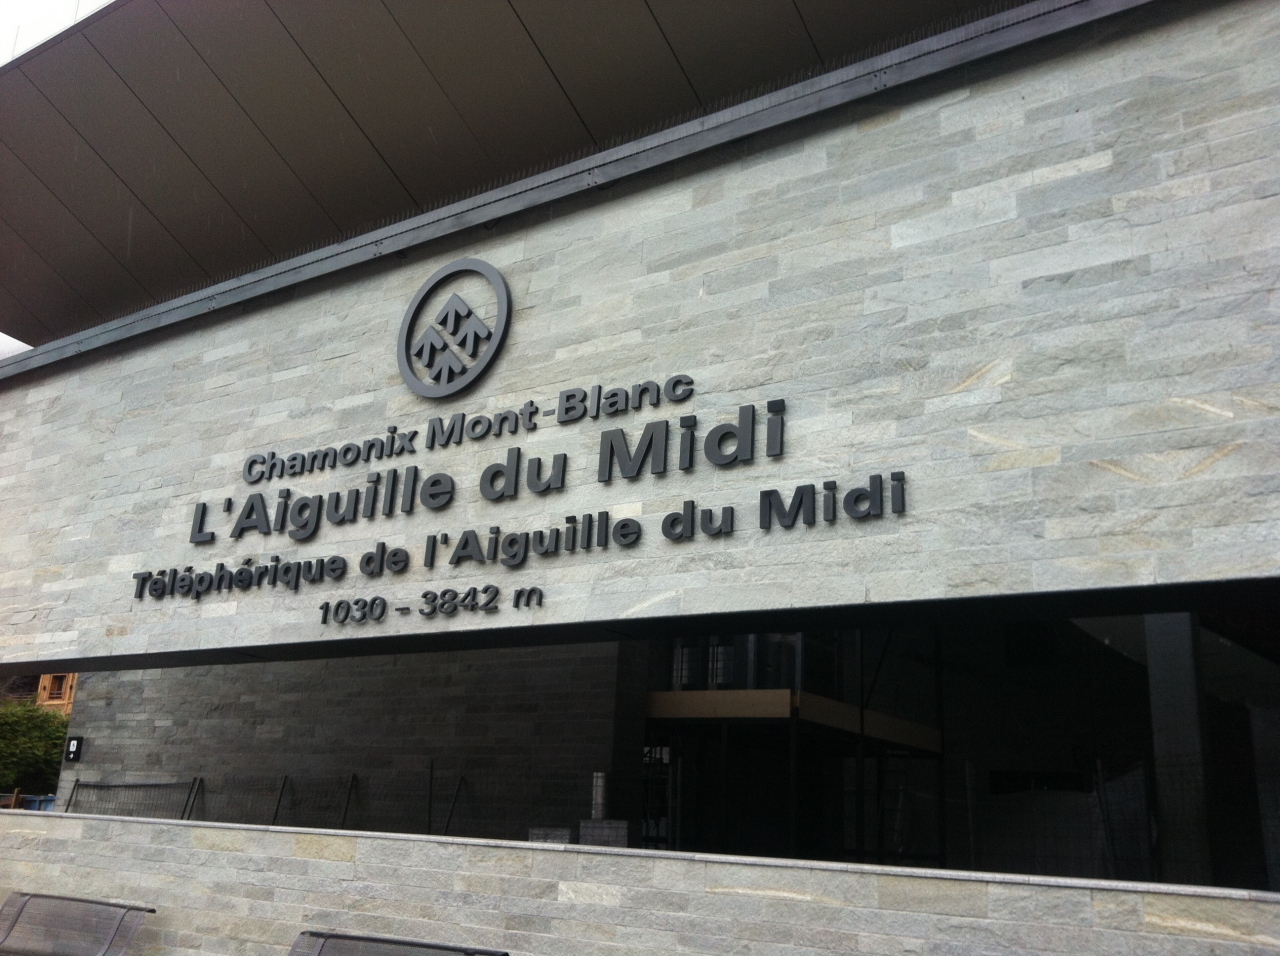 Chamonix Mont-Blanc
L'Aiguille du Midi
Téléphérique de l'Aiguille du Midi
1030 - 3842 m